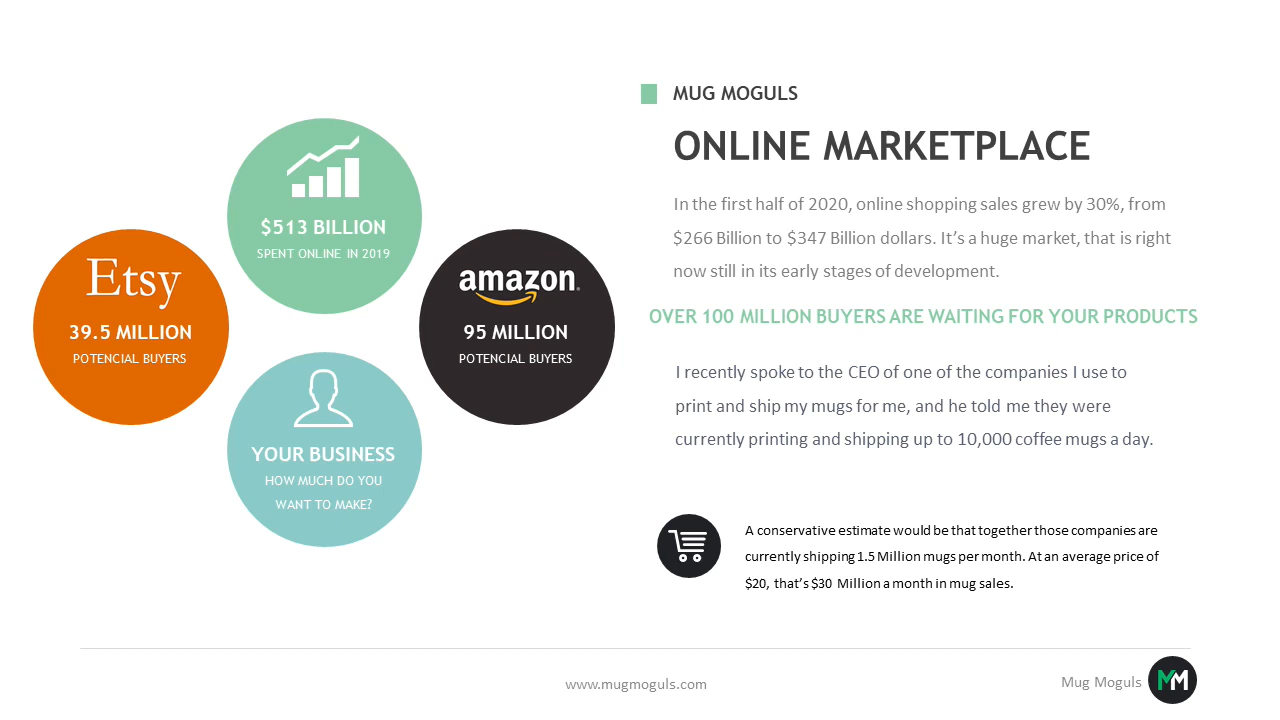 MUG MOGULS
ONLINE MARKETPLACE
In the first half of 2020, online shopping sales grew by 30%, from
$266 Billion to $347 Billion dollars. It's a huge market, that is right
now still in its early stages of development.
OVER 100 MILLION BUYERS ARE WAITING FOR YOUR PRODUCTS
I recently spoke to the CEO of one of the companies I use to
print and ship my mugs for me, and he told me they were
currently printing and shipping up to 10,000 coffee mugs a day.
A conservative estimate would be that together those companies are
currently shipping 1.5 Million mugs per month. At an average price of
$20, that's $30 Million a month in mug sales.
$513 BILLION
SPENT ONLINE IN 2019
Etsy
39.5 MILLION
POTENCIAL BUYERS
amazon
95 MILLION
POTENCIAL BUYERS
YOUR BUSINESS
HOW MUCH DO YOU
WANT TO MAKE?
www.mugmoguls.com
Mug Moguls
MM